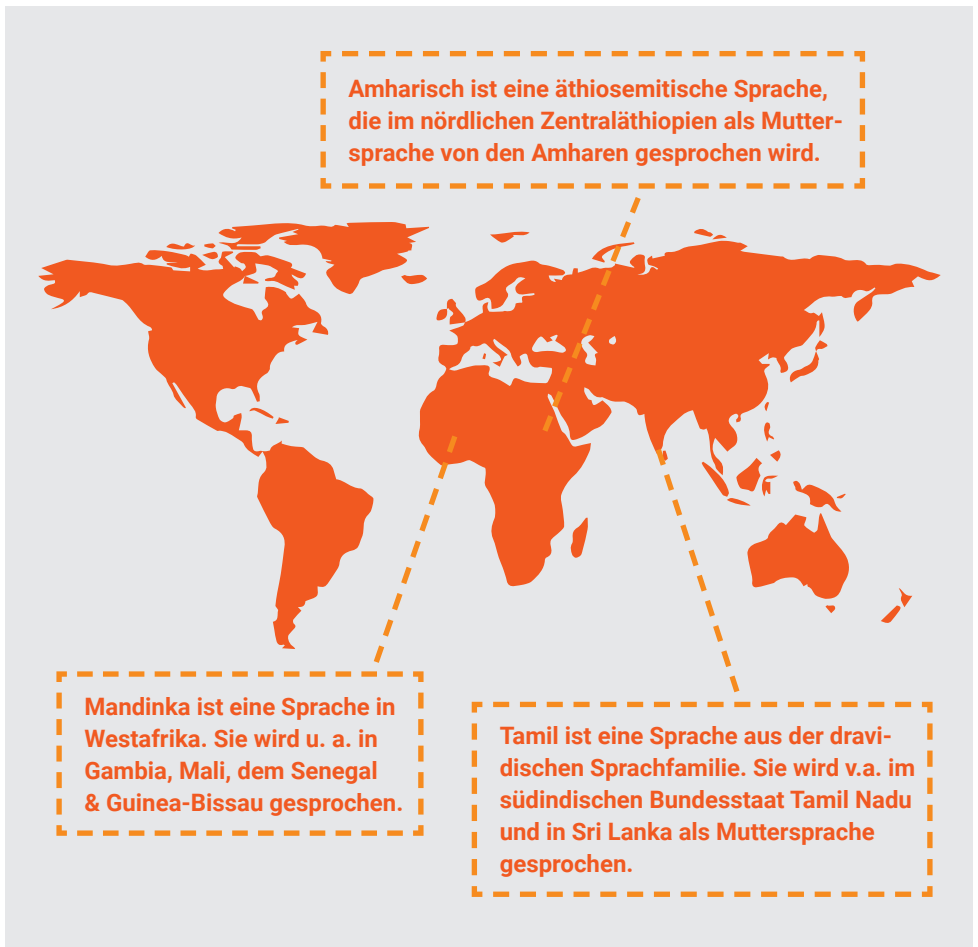 Amharisch ist eine äthiosemitische Sprache,
die im nördlichen Zentraläthiopien als Mutter-
sprache von den Amharen gesprochen wird.
Mandinka ist eine Sprache in
Westafrika. Sie wird u. a. in
Gambia, Mali, dem Senegal
& Guinea-Bissau gesprochen.
Tamil ist eine Sprache aus der dravi-
dischen Sprachfamilie. Sie wird v.a. im
südindischen Bundesstaat Tamil Nadu
und in Sri Lanka als Muttersprache
gesprochen.